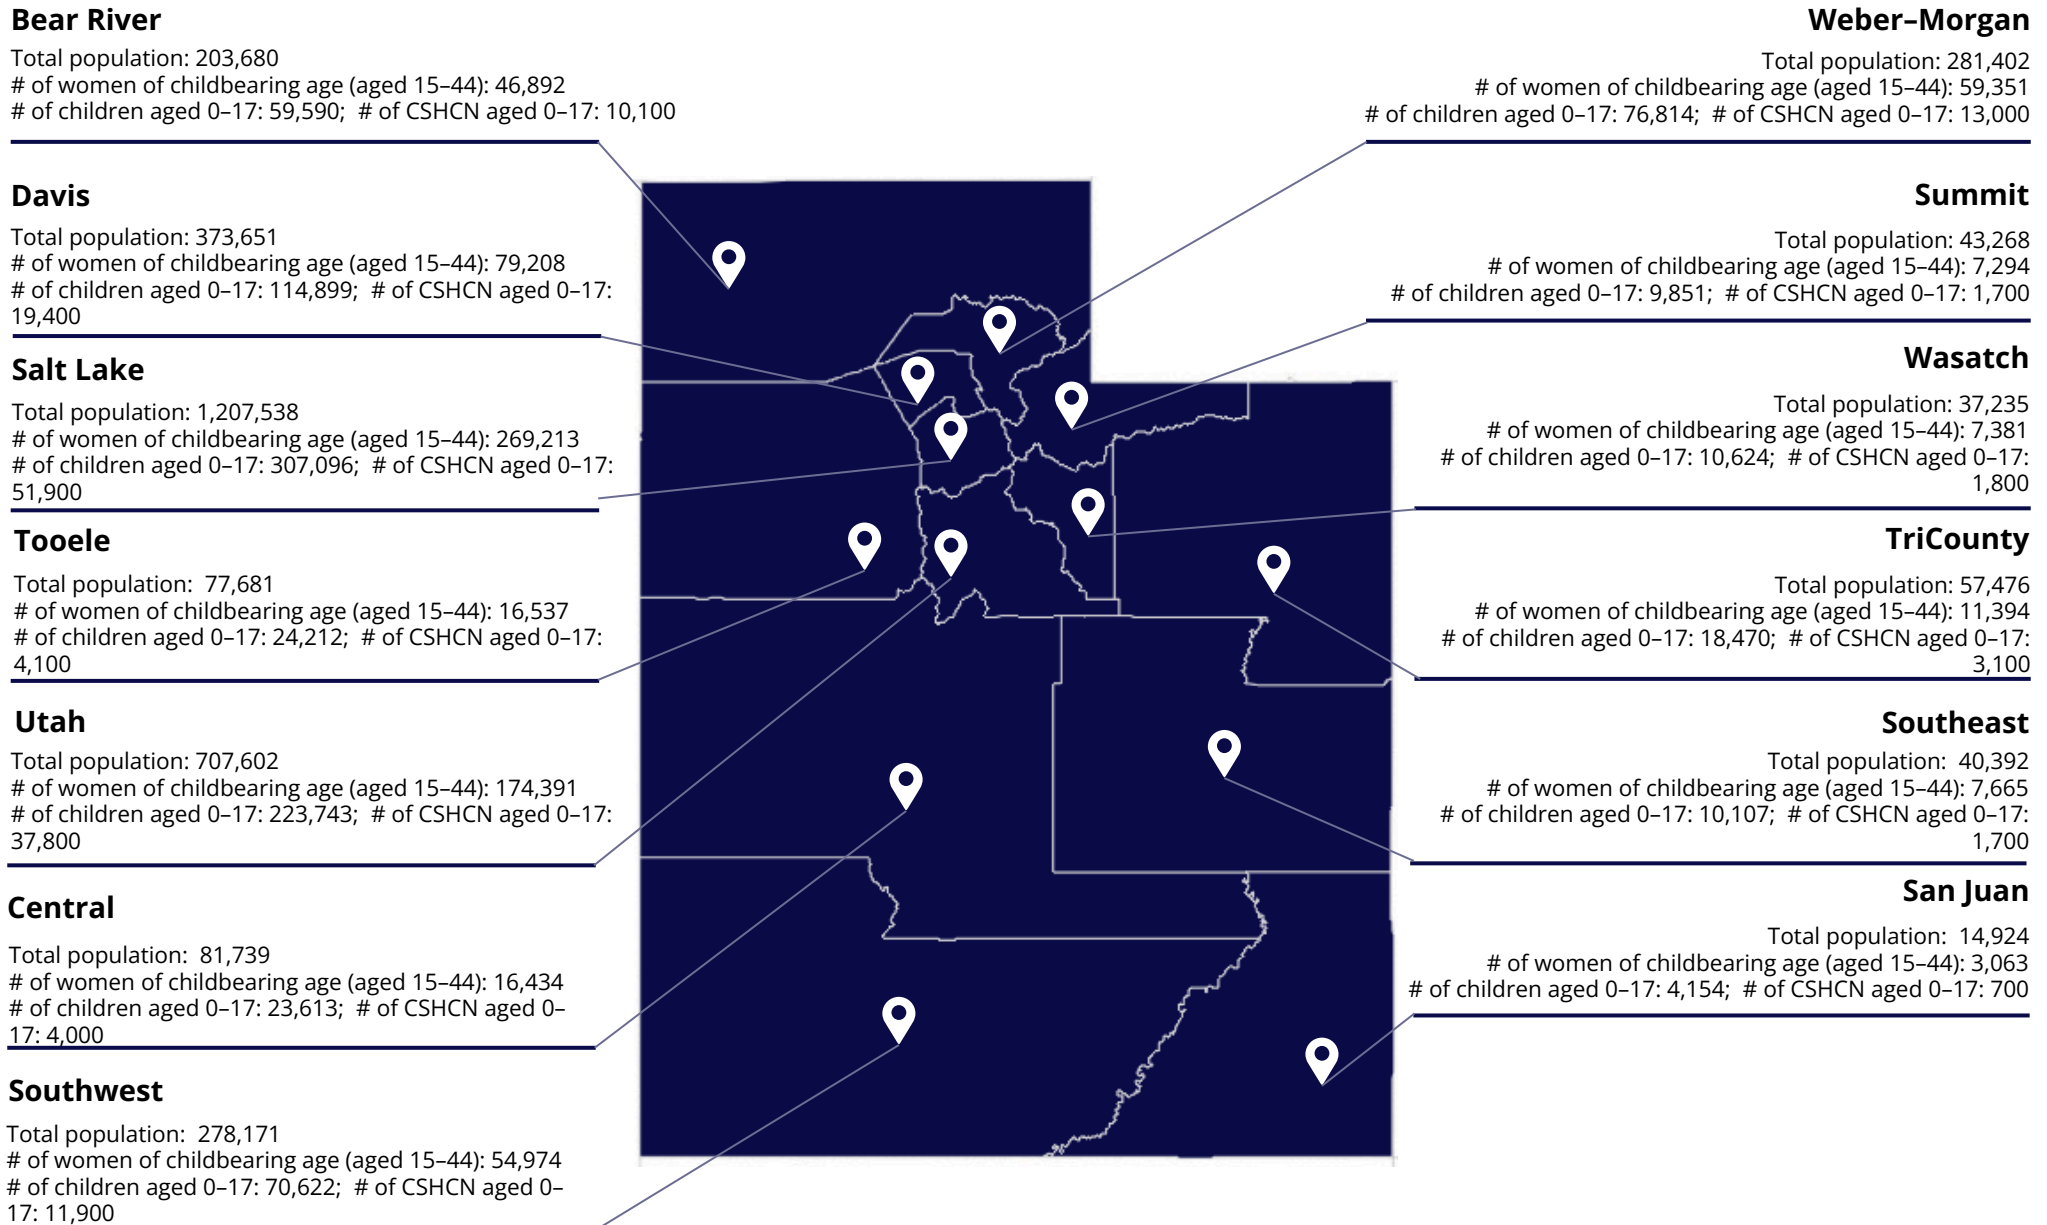 Bear River
Total population: 203,680
# of women of childbearing age (aged 15–44): 46,892
# of children aged 0–17: 59,590;  # of CSHCN aged 0–17: 10,100
Davis
Total population: 373,651
# of women of childbearing age (aged 15–44): 79,208
# of children aged 0–17: 114,899;  # of CSHCN aged 0–17:
19,400
Salt Lake
Total population: 1,207,538
# of women of childbearing age (aged 15–44): 269,213
# of children aged 0–17: 307,096;  # of CSHCN aged 0–17:
51,900
Tooele
Total population:  77,681
# of women of childbearing age (aged 15–44): 16,537
# of children aged 0–17: 24,212;  # of CSHCN aged 0–17:
4,100
Utah
Total population: 707,602
# of women of childbearing age (aged 15–44): 174,391
# of children aged 0–17: 223,743;  # of CSHCN aged 0–17:
37,800
Central
Total population:  81,739
# of women of childbearing age (aged 15–44): 16,434
# of children aged 0–17: 23,613;  # of CSHCN aged 0–
17: 4,000
Southwest
Total population:  278,171
# of women of childbearing age (aged 15–44): 54,974
# of children aged 0–17: 70,622;  # of CSHCN aged 0–
17: 11,900
Weber–Morgan
Total population: 281,402
# of women of childbearing age (aged 15–44): 59,351
# of children aged 0–17: 76,814;  # of CSHCN aged 0–17: 13,000
Summit
Total population: 43,268
# of women of childbearing age (aged 15–44): 7,294
# of children aged 0–17: 9,851;  # of CSHCN aged 0–17: 1,700
Wasatch
Total population: 37,235
# of women of childbearing age (aged 15–44): 7,381
# of children aged 0–17: 10,624;  # of CSHCN aged 0–17:
1,800
TriCounty
Total population: 57,476
# of women of childbearing age (aged 15–44): 11,394
# of children aged 0–17: 18,470;  # of CSHCN aged 0–17:
3,100
Southeast
Total population:  40,392
# of women of childbearing age (aged 15–44): 7,665
# of children aged 0–17: 10,107;  # of CSHCN aged 0–17:
1,700
San Juan
Total population:  14,924
# of women of childbearing age (aged 15–44): 3,063
# of children aged 0–17: 4,154;  # of CSHCN aged 0–17: 700